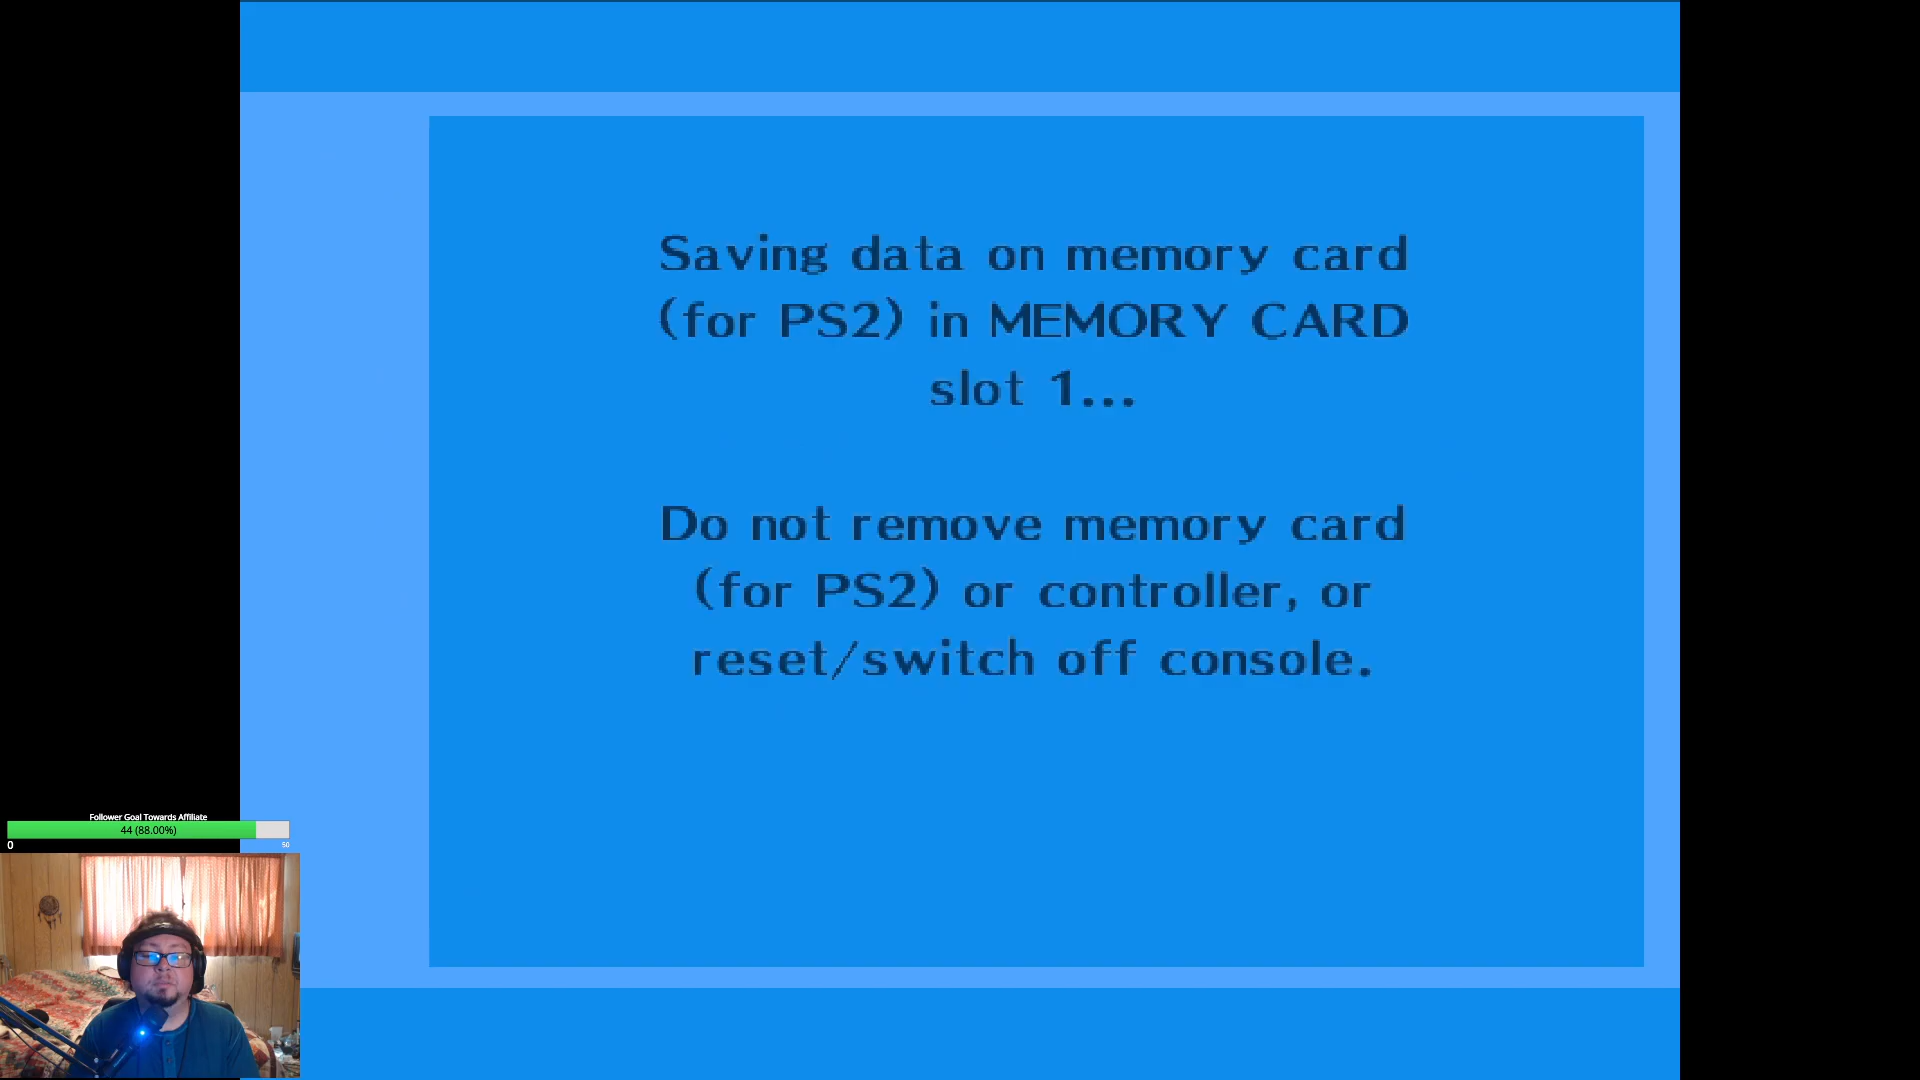 Saving data on memory card
(for PS2) in MEMORY CARD
slot 1...
Do not remove memory card
(for PS2) or controller, or
reset/switch off console.
Follower Goal Towards Affiliate
44 (88.00%)
0
50